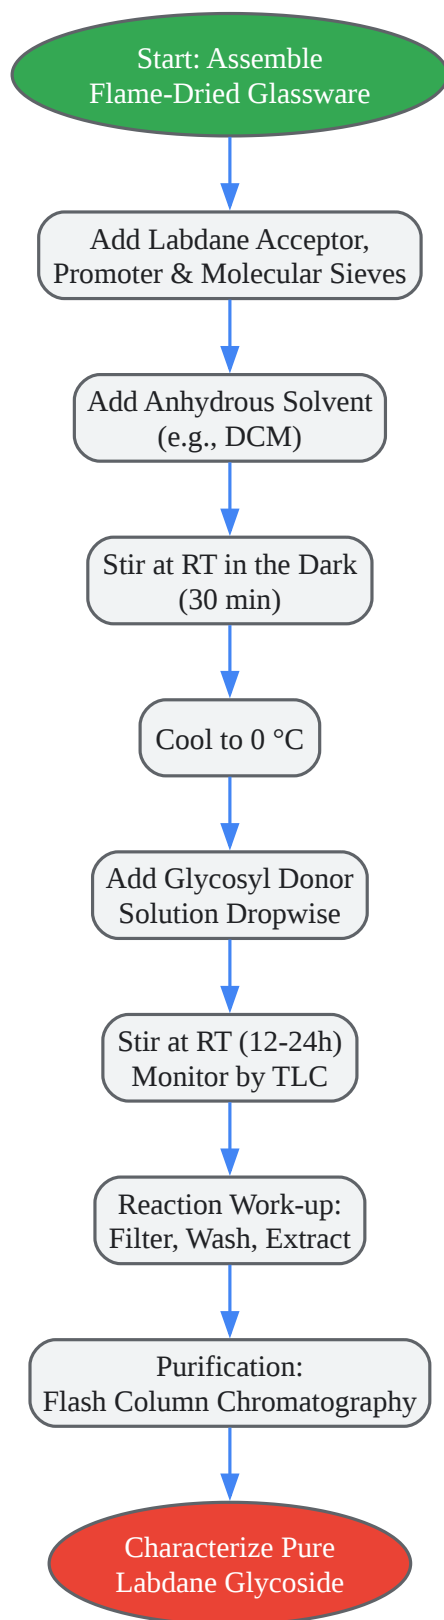 Start: Assemble
Flame-Dried Glassware
Add Labdane Acceptor,
Promoter & Molecular Sieves
Add Anhydrous Solvent
(e.g., DCM)
Stir at RT in the Dark
(30 min)
Cool to 0 °C
Add Glycosyl Donor
Solution Dropwise
Stir at RT (12-24h)
Monitor by TLC
Reaction Work-up:
Filter, Wash, Extract
Purification:
Flash Column Chromatography
Characterize Pure
Labdane Glycoside